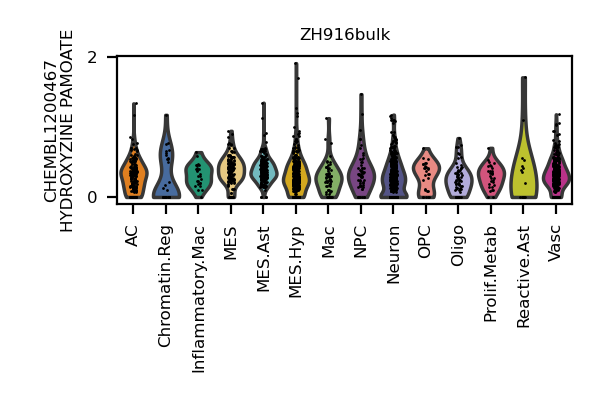 ZH916bulk
CHEMBL1200467
HYDROXYZINE PAMOATE
2
0
AC
Chromatin.Reg
Inflammatory.Mac
MES
MES.Ast
MES.Hyp
Mac
NPC
Neuron
OPC
Oligo
Prolif.Metab
Reactive.Ast
Vasc